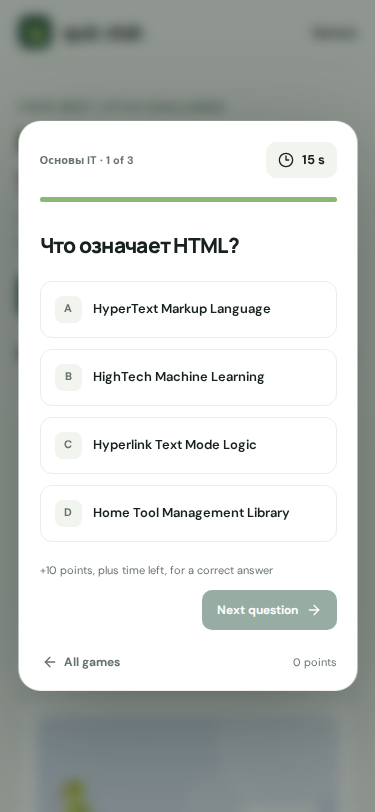 Основы IT · 1 of 3
15 s
Что означает HTML?
A
HyperText Markup Language
B
HighTech Machine Learning
C
Hyperlink Text Mode Logic
D
Home Tool Management Library
+10 points, plus time left, for a correct answer
Next question
All games
0 points